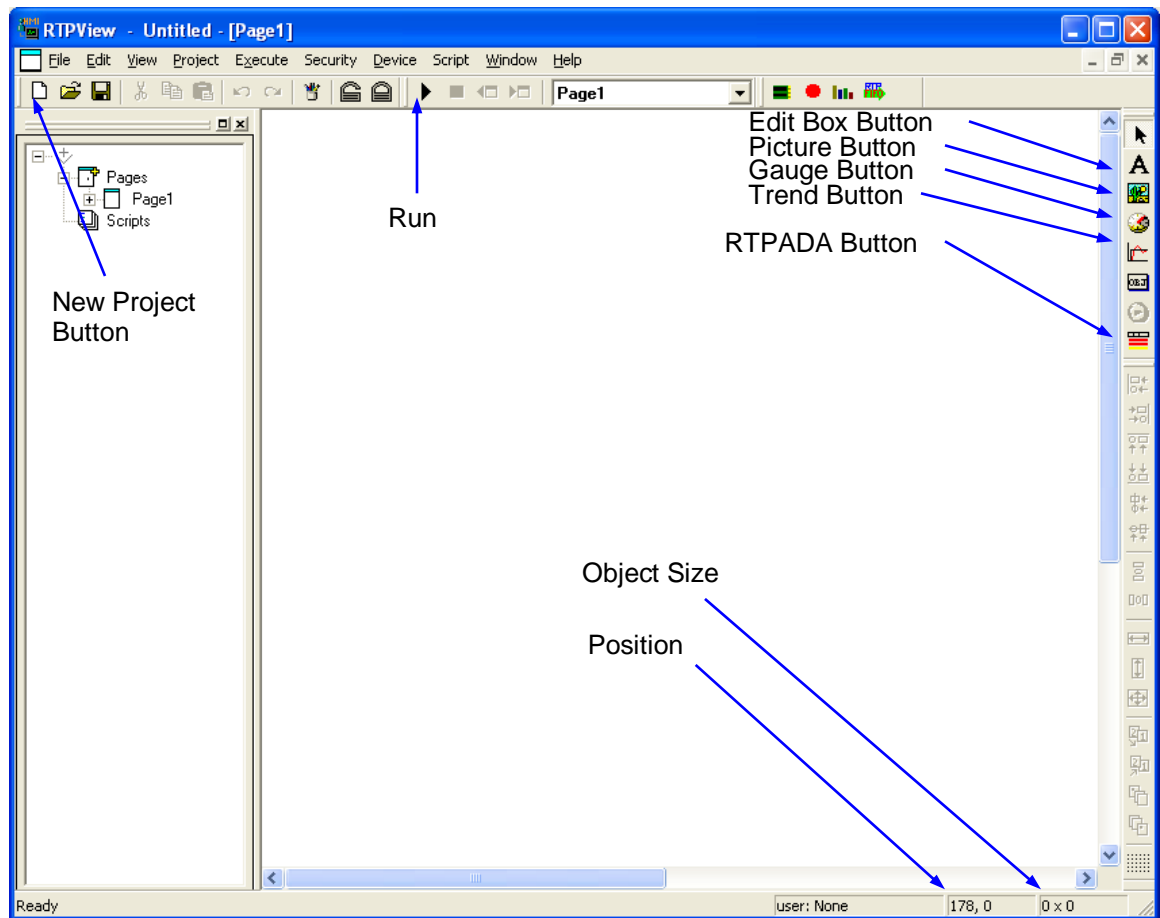 RTPView - Untitled - [Page1]
File Edit View Project Execute Security Device Script Window Help
Page1
RTP
Edit Box Button
Picture Button
Gauge Button
Trend Button
RTPADA Button
A
OBJ
Pages
Page1
Scripts
Run
New Project
Button
Object Size
Position
Ready
user: None
178, 0
0 x 0